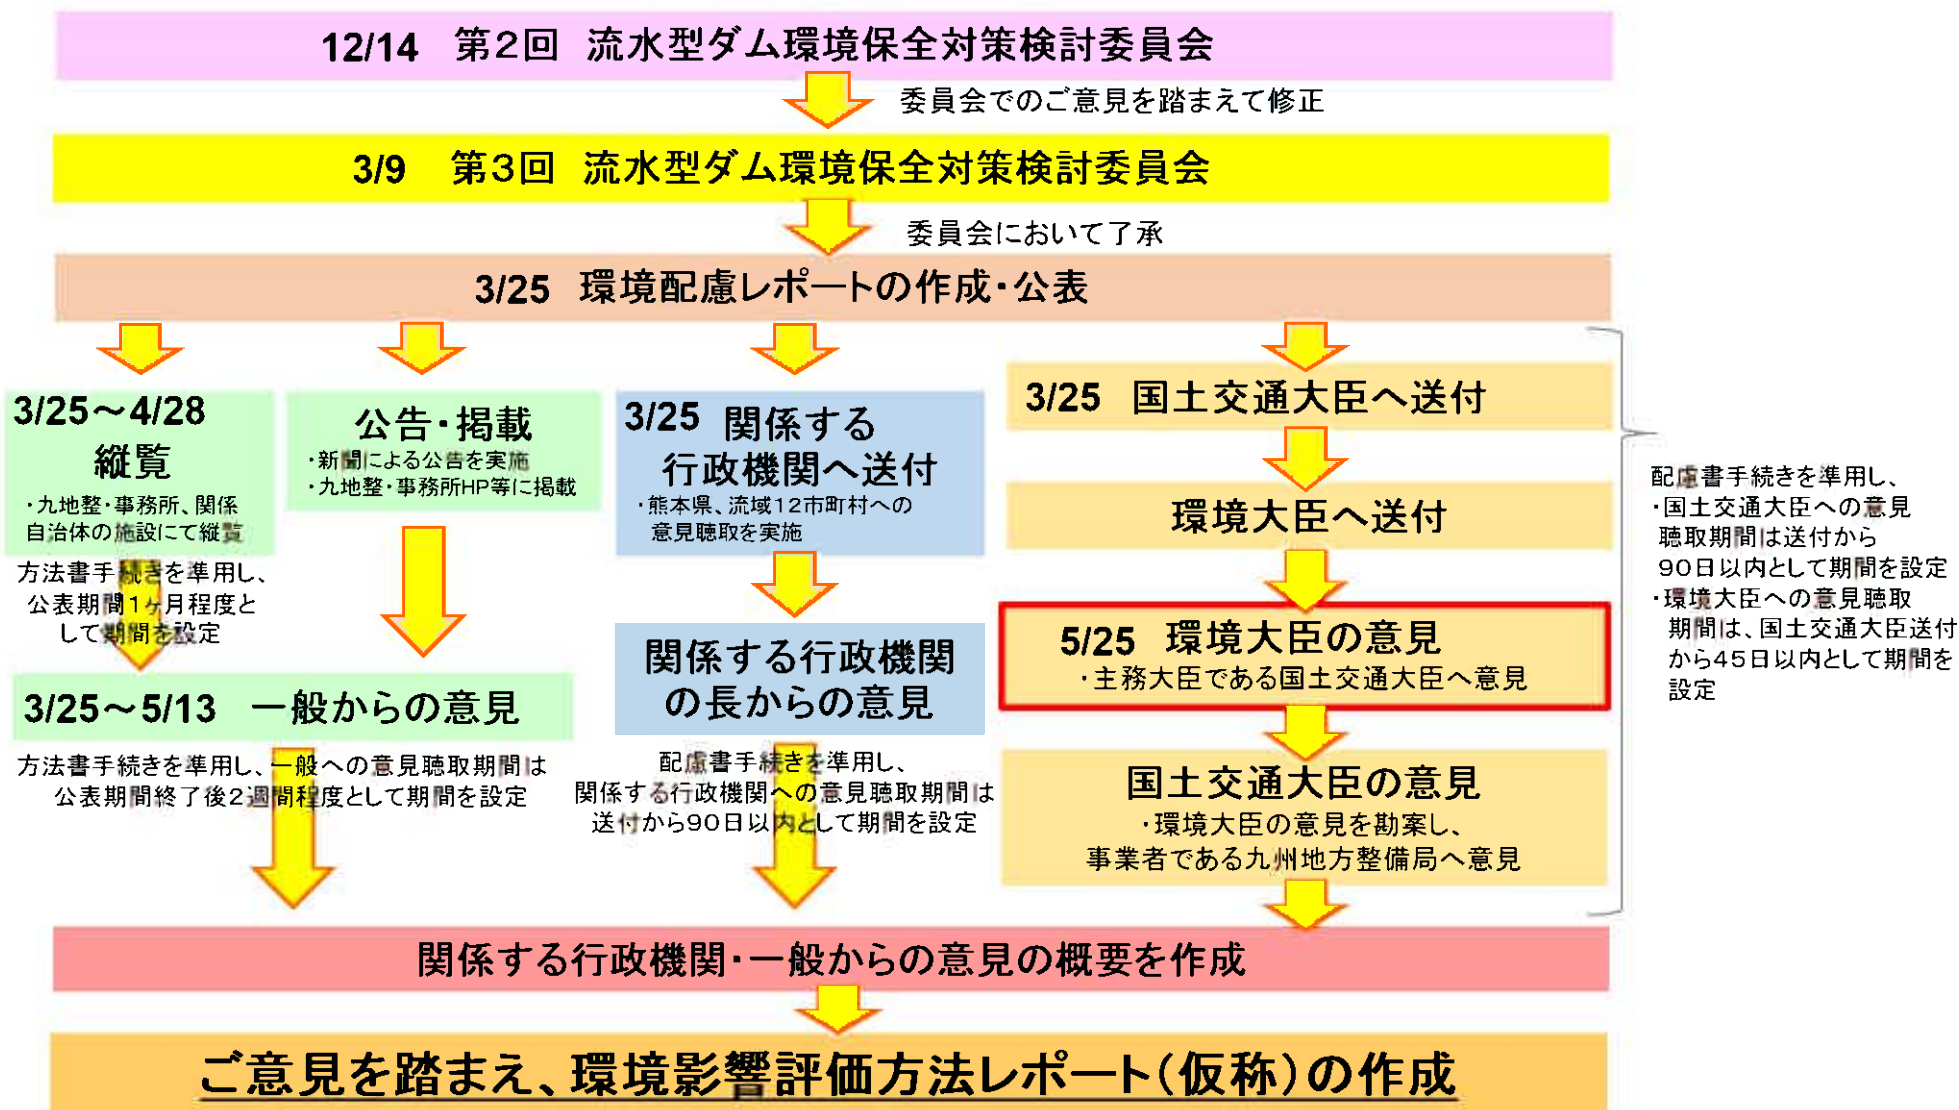 12/14 第2回 流水型ダム環境保全対策検討委員会
委員会でのご意見を踏まえて修正
3/9 第3回 流水型ダム環境保全対策検討委員会
委員会において了承
3/25 環境配慮レポートの作成・公表
3/25～4/28
縦覧
・九地整・事務所、関係
自治体の施設にて縦覧
方法書手続きを準用し、
公表期間1ヶ月程度と
して期間を設定
公告・掲載
・新聞による公告を実施
・九地整・事務所HP等に掲載
3/25～5/13 一般からの意見
方法書手続きを準用し、一般への意見聴取期間は
公表期間終了後2週間程度として期間を設定
3/25 関係する
行政機関へ送付
・熊本県、流域12市町村への
意見聴取を実施
関係する行政機関
の長からの意見
配慮書手続きを準用し、
関係する行政機関への意見聴取期間は
送付から90日以内として期間を設定
3/25 国土交通大臣へ送付
環境大臣へ送付
5/25 環境大臣の意見
・主務大臣である国土交通大臣へ意見
国土交通大臣の意見
・環境大臣の意見を勘案し、
事業者である九州地方整備局へ意見
配慮書手続きを準用し、
・国土交通大臣への意見
聴取期間は送付から
90日以内として期間を設定
・環境大臣への意見聴取
期間は、国土交通大臣送付
から45日以内として期間を
設定
関係する行政機関・一般からの意見の概要を作成
ご意見を踏まえ、環境影響評価方法レポート(仮称)の作成